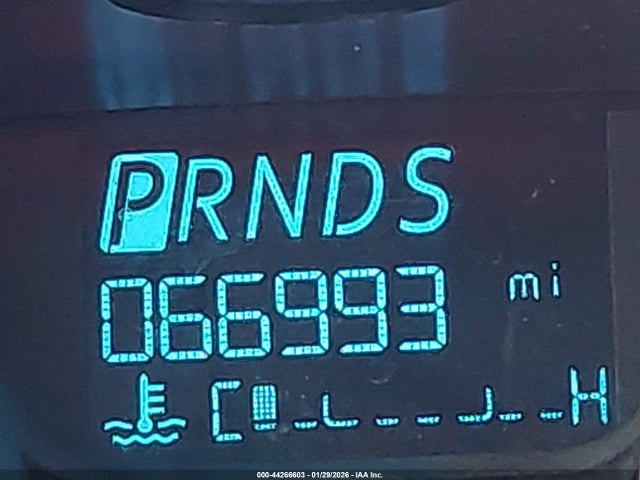 PRNDS
066993 mi
C H
000-44266603 - 01/29/2026 - IAA Inc.